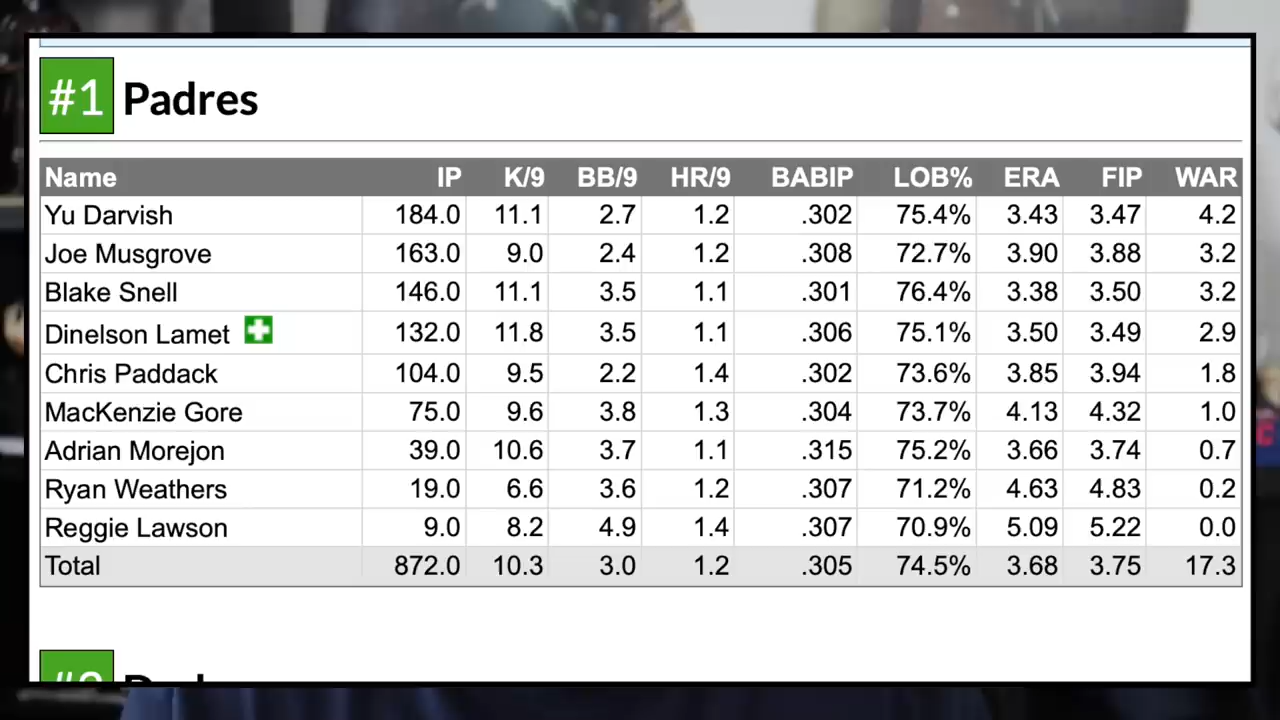 #1 Padres
Name IP K/9 BB/9 HR/9 BABIP LOB% ERA FIP WAR
Yu Darvish 184.0 11.1 2.7 1.2 .302 75.4% 3.43 3.47 4.2
Joe Musgrove 163.0 9.0 2.4 1.2 .308 72.7% 3.90 3.88 3.2
Blake Snell 146.0 11.1 3.5 1.1 .301 76.4% 3.38 3.50 3.2
Dinelson Lamet 132.0 11.8 3.5 1.1 .306 75.1% 3.50 3.49 2.9
Chris Paddack 104.0 9.5 2.2 1.4 .302 73.6% 3.85 3.94 1.8
MacKenzie Gore 75.0 9.6 3.8 1.3 .304 73.7% 4.13 4.32 1.0
Adrian Morejon 39.0 10.6 3.7 1.1 .315 75.2% 3.66 3.74 0.7
Ryan Weathers 19.0 6.6 3.6 1.2 .307 71.2% 4.63 4.83 0.2
Reggie Lawson 9.0 8.2 4.9 1.4 .307 70.9% 5.09 5.22 0.0
Total 872.0 10.3 3.0 1.2 .305 74.5% 3.68 3.75 17.3